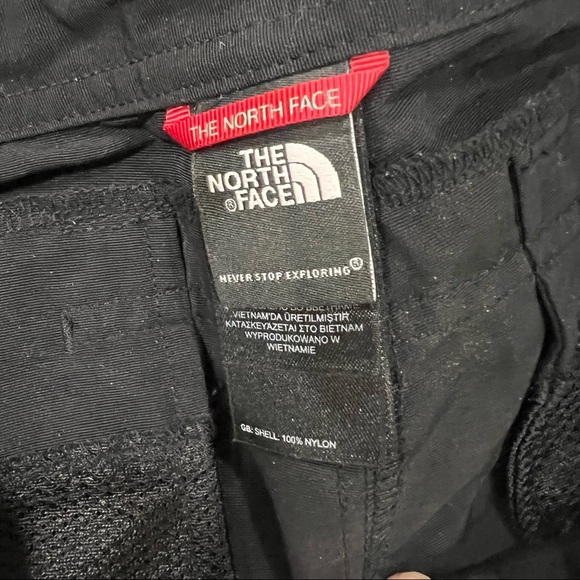 THE NORTH FACE
THE
NORTH
FACE
®
NEVER STOP EXPLORING®
VIETNAM'DA ÜRETILMIŞTIR
ΚΑΤΑΣΚΕΥΑΖΕΤΑΙ ΣΤΟ ΒΙΕΤΝΑΜ
WYPRODUKOWANO W
WIETNAMIE
GB: SHELL: 100% NYLON